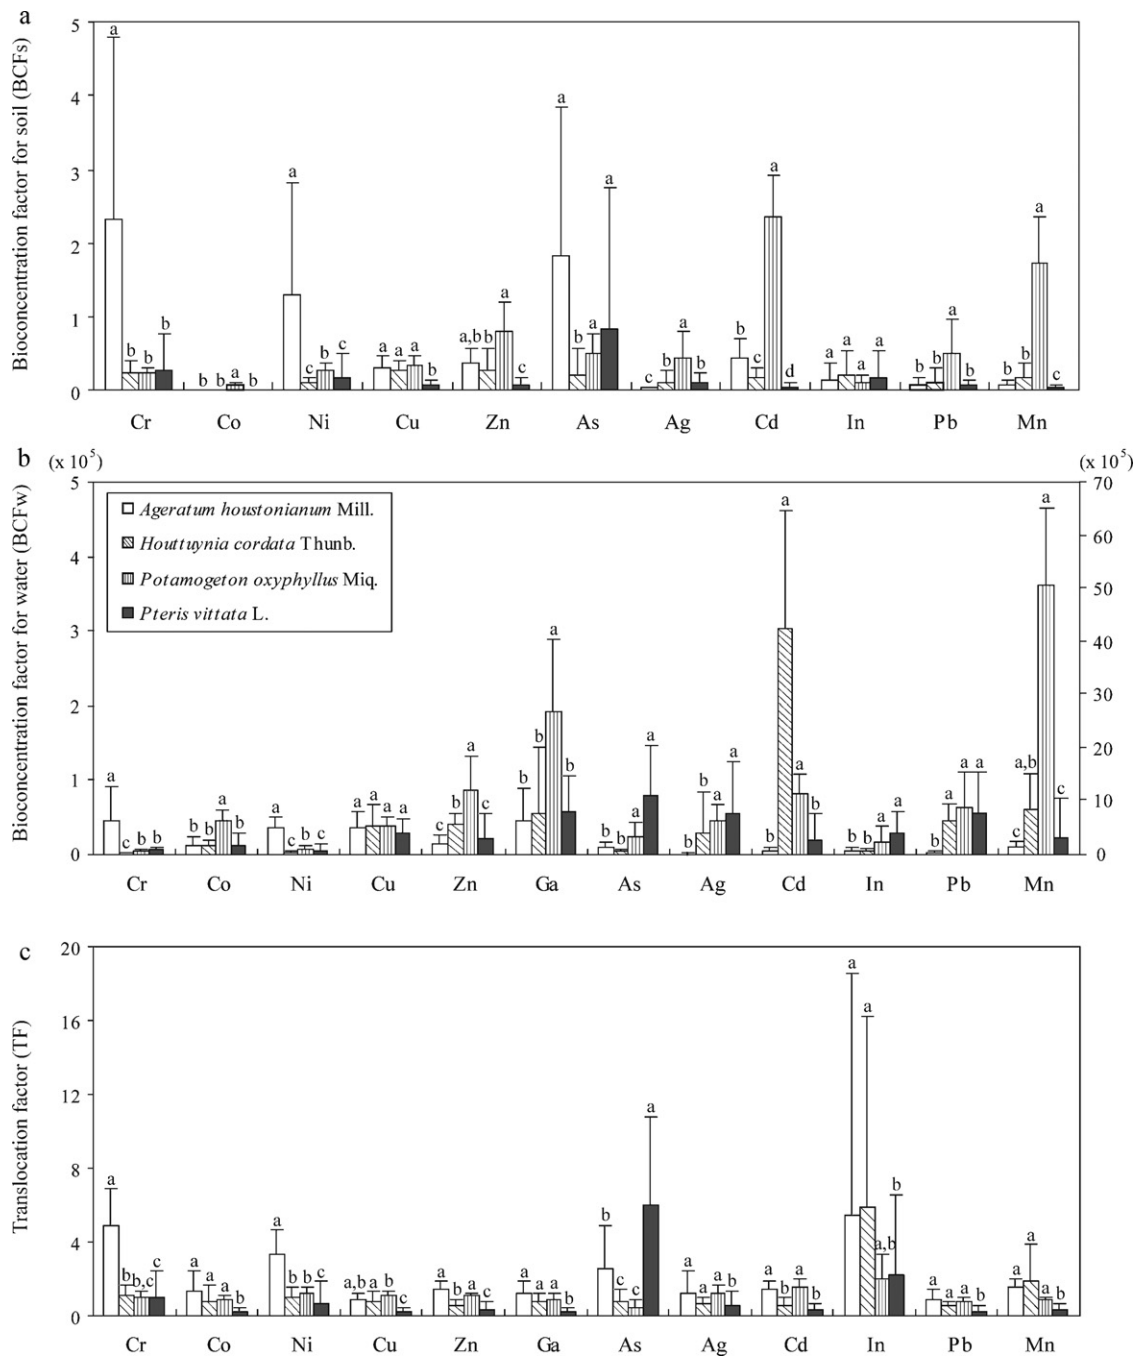 a
Bioconcentration factor for soil (BCFs)
5
4
3
2
1
0
a b b b
b b a b
a c b c
a a a b
a,b b a c
a b a a
c b a b
b c a d
a a a a
b b a b
b b a c
Cr Co Ni Cu Zn As Ag Cd In Pb Mn
b
(x 10⁵)
(x 10⁵)
Bioconcentration factor for water (BCFw)
5
4
3
2
1
0
70
60
50
40
30
20
10
0
Ageratum houstonianum Mill.
Houttuynia cordata Thunb.
Potamogeton oxyphyllus Miq.
Pteris vittata L.
a c b b
b b a b
a c b c
a a a a
c b a c
b b a b
b b a a
c b a a
b a a b
b b a a
b a a a
c a,b a c
Cr Co Ni Cu Zn Ga As Ag Cd In Pb Mn
c
Translocation factor (TF)
20
16
12
8
4
0
a b b,c c
a a a b
a b b c
a,b a b c
a b a c
a a a b
b c c a
a a a b
a b a b
a a a,b b
a a a b
a a a b
Cr Co Ni Cu Zn Ga As Ag Cd In Pb Mn